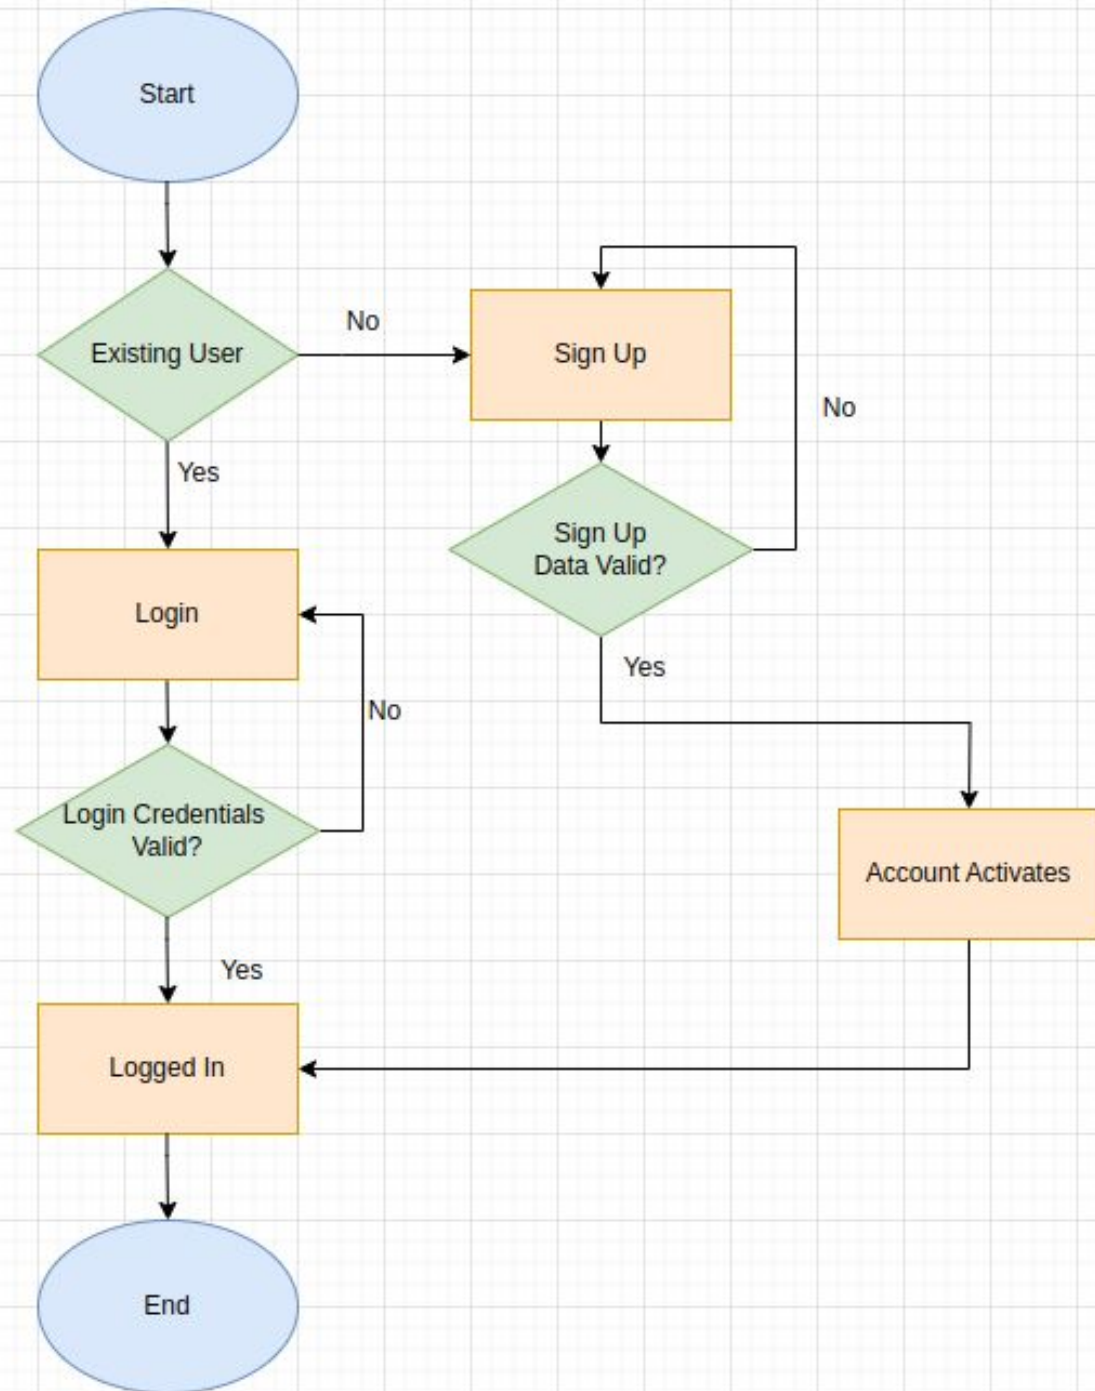 Start
Existing User
No
Sign Up
No
Yes
Sign Up
Data Valid?
Login
Yes
No
Login Credentials
Valid?
Account Activates
Yes
Logged In
End